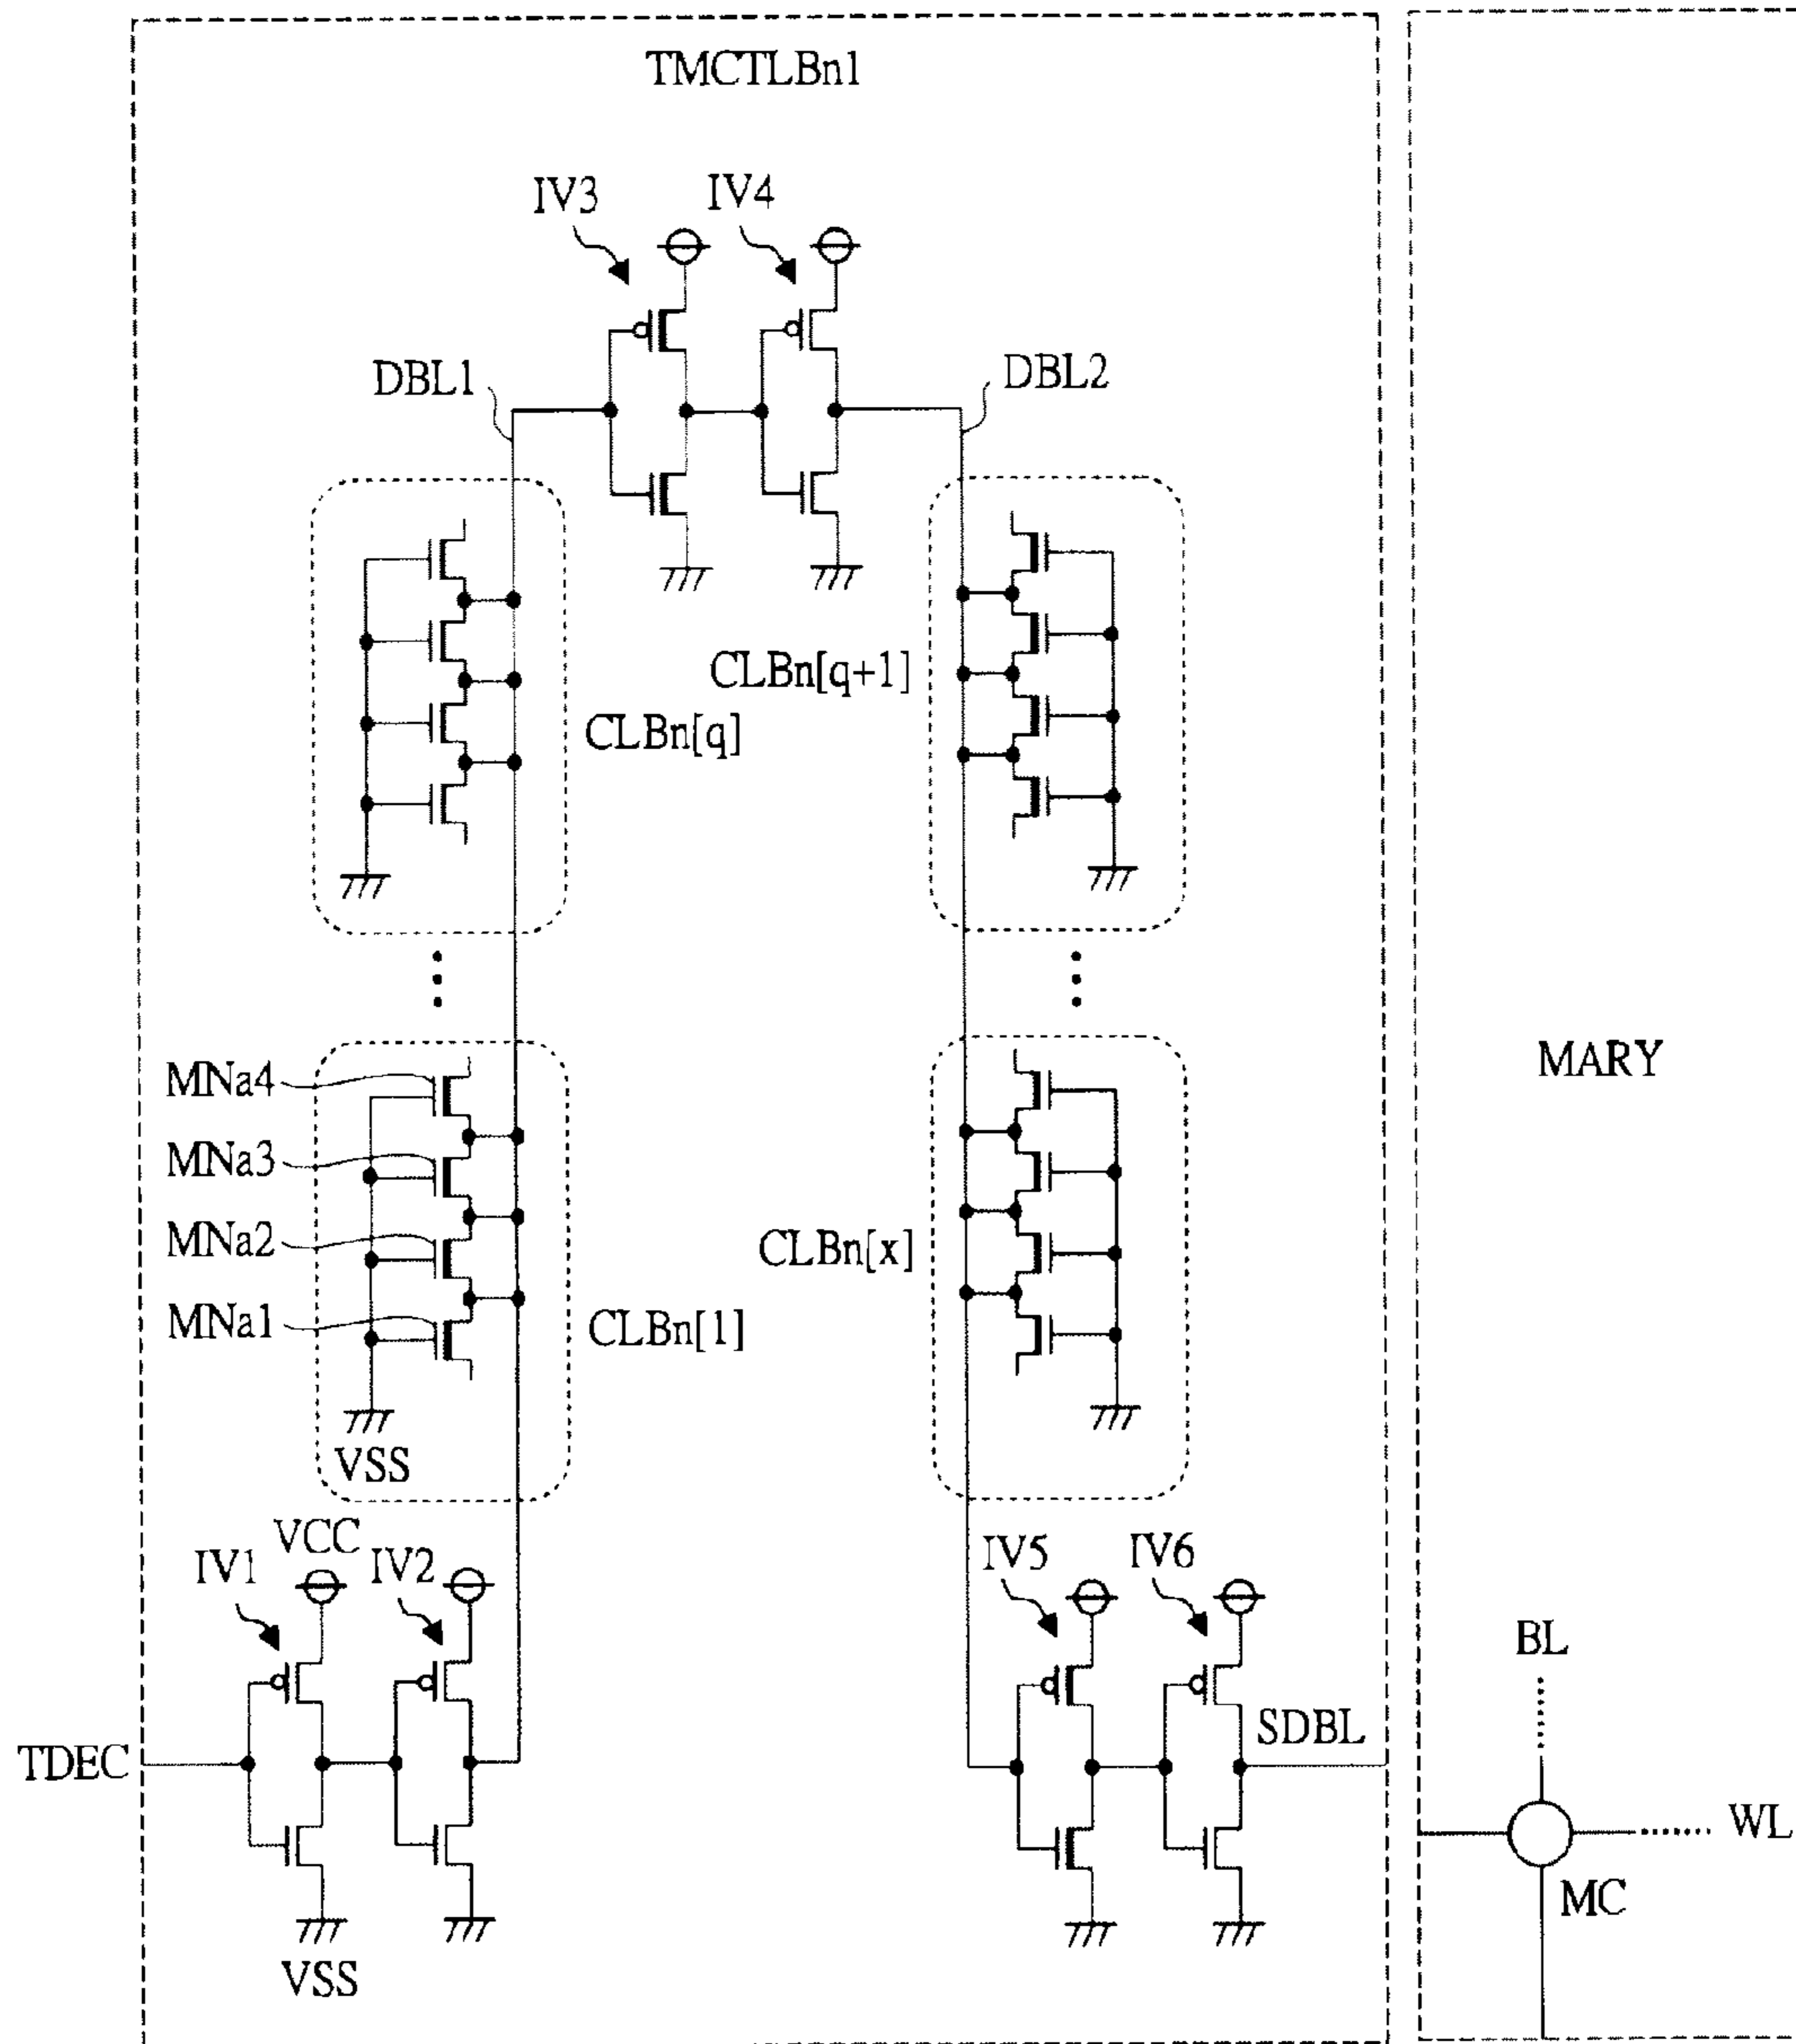 TMCTLBn1
IV3
IV4
DBL1
DBL2
CLBn[q+1]
CLBn[q]
MARY
MNa4
MNa3
MNa2
MNa1
CLBn[x]
CLBn[1]
VSS
VCC
IV1
IV2
IV5
IV6
BL
SDBL
TDEC
WL
MC
VSS